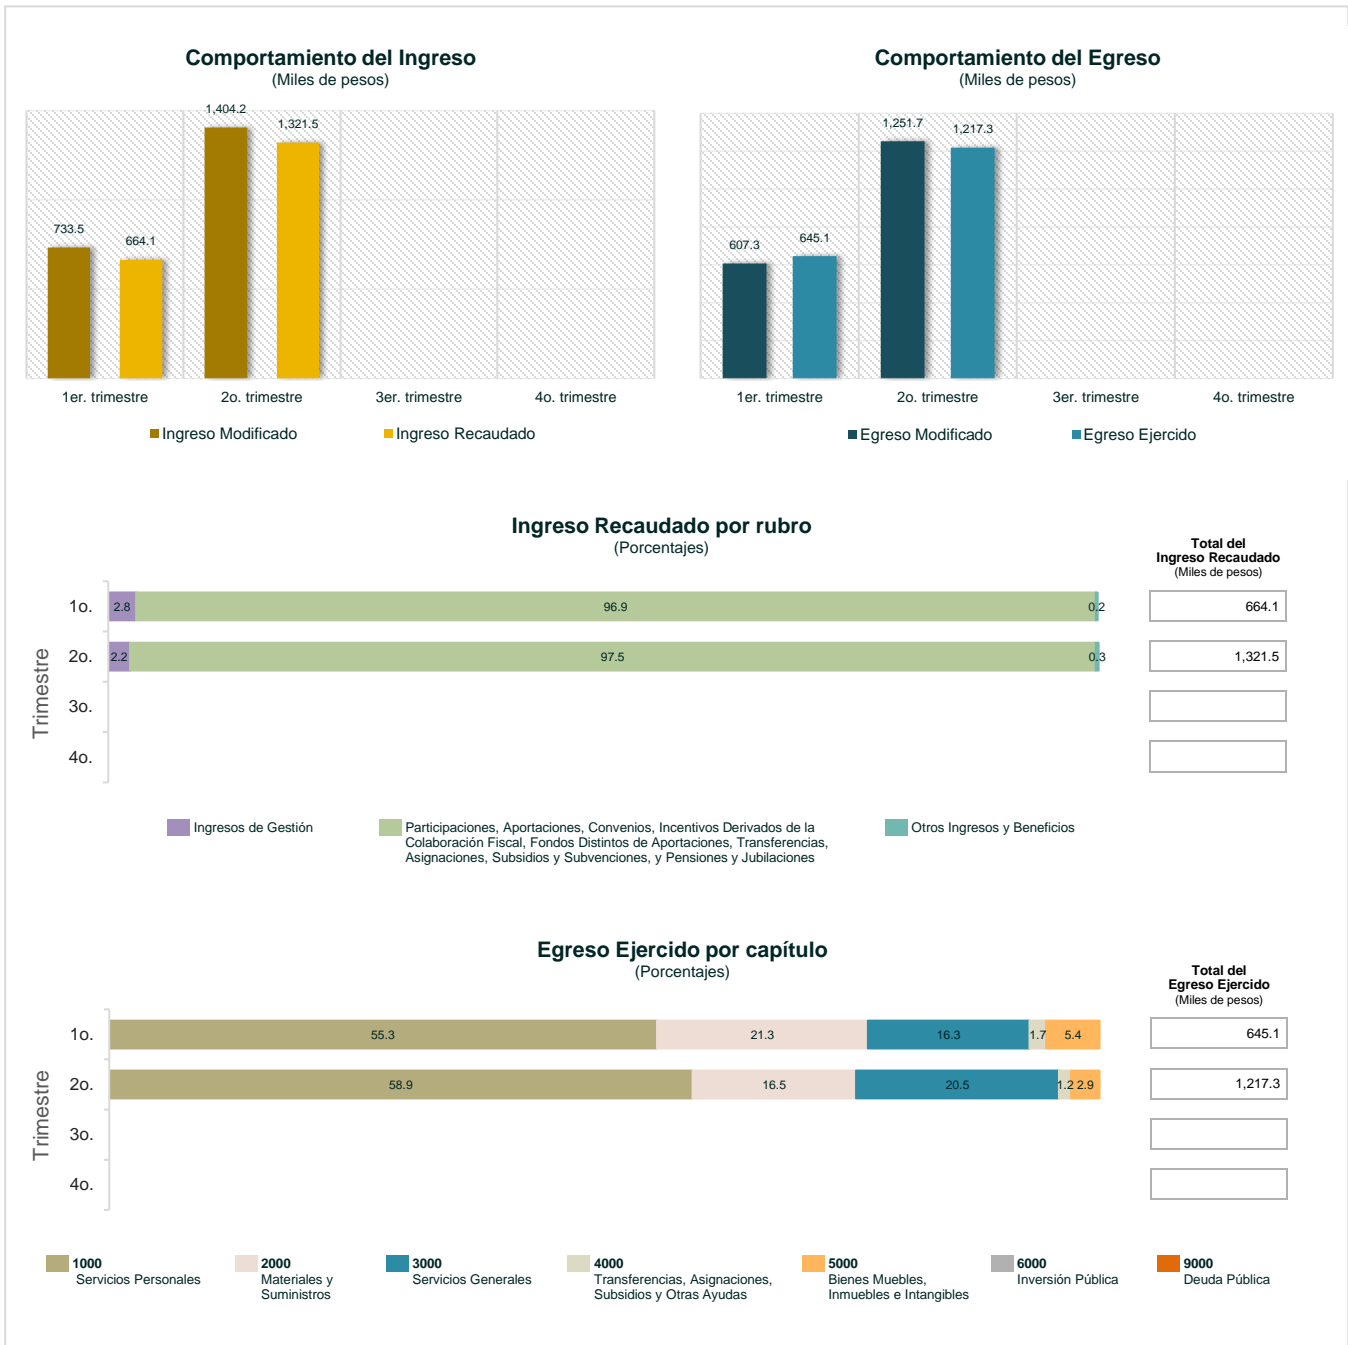 Comportamiento del Ingreso
(Miles de pesos)
1,404.2
1,321.5
733.5
664.1
1er. trimestre
2o. trimestre
3er. trimestre
4o. trimestre
Ingreso Modificado
Ingreso Recaudado
Comportamiento del Egreso
(Miles de pesos)
1,251.7
1,217.3
607.3
645.1
1er. trimestre
2o. trimestre
3er. trimestre
4o. trimestre
Egreso Modificado
Egreso Ejercido
Ingreso Recaudado por rubro
(Porcentajes)
Total del
Ingreso Recaudado
(Miles de pesos)
Trimestre
1o.
2.8
96.9
0.2
664.1
2o.
2.2
97.5
0.3
1,321.5
3o.
4o.
Ingresos de Gestión
Participaciones, Aportaciones, Convenios, Incentivos Derivados de la
Colaboración Fiscal, Fondos Distintos de Aportaciones, Transferencias,
Asignaciones, Subsidios y Subvenciones, y Pensiones y Jubilaciones
Otros Ingresos y Beneficios
Egreso Ejercido por capítulo
(Porcentajes)
Total del
Egreso Ejercido
(Miles de pesos)
Trimestre
1o.
55.3
21.3
16.3
1.7
5.4
645.1
2o.
58.9
16.5
20.5
1.2
2.9
1,217.3
3o.
4o.
1000
Servicios Personales
2000
Materiales y
Suministros
3000
Servicios Generales
4000
Transferencias, Asignaciones,
Subsidios y Otras Ayudas
5000
Bienes Muebles,
Inmuebles e Intangibles
6000
Inversión Pública
9000
Deuda Pública